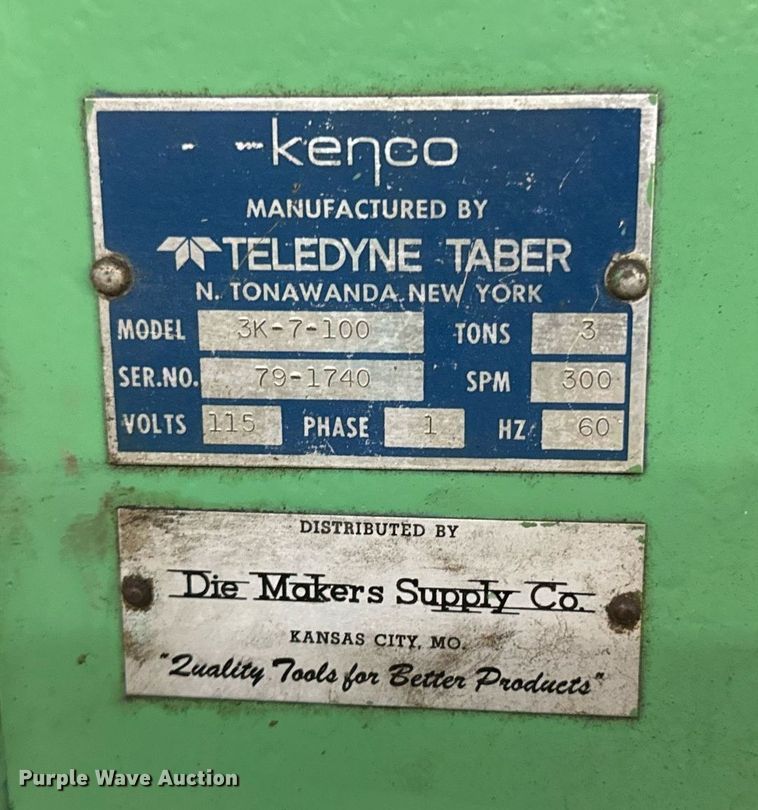 kenco
MANUFACTURED BY
TELEDYNE TABER
N. TONAWANDA NEW YORK
MODEL 3K-7-100 TONS 3
SER.NO. 79-1740 SPM 300
VOLTS 115 PHASE 1 HZ 60
DISTRIBUTED BY
Die Makers Supply Co.
KANSAS CITY, MO.
"Quality Tools for Better Products"
Purple Wave Auction